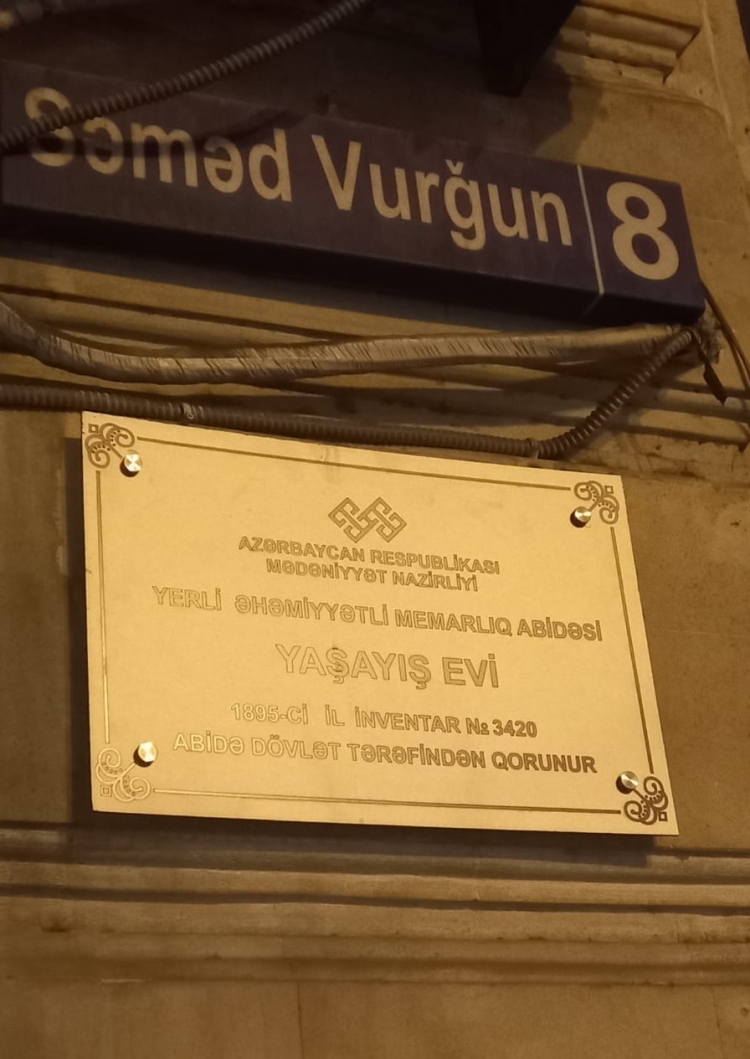 Səməd Vurğun 8
AZƏRBAYCAN RESPUBLİKASI
MƏDƏNİYYƏT NAZİRLİYİ
YERLİ ƏHƏMİYYƏTLİ MEMARLIQ ABİDƏSİ
YAŞAYIŞ EVİ
1895-Cİ İL İNVENTAR № 3420
ABİDƏ DÖVLƏT TƏRƏFİNDƏN QORUNUR